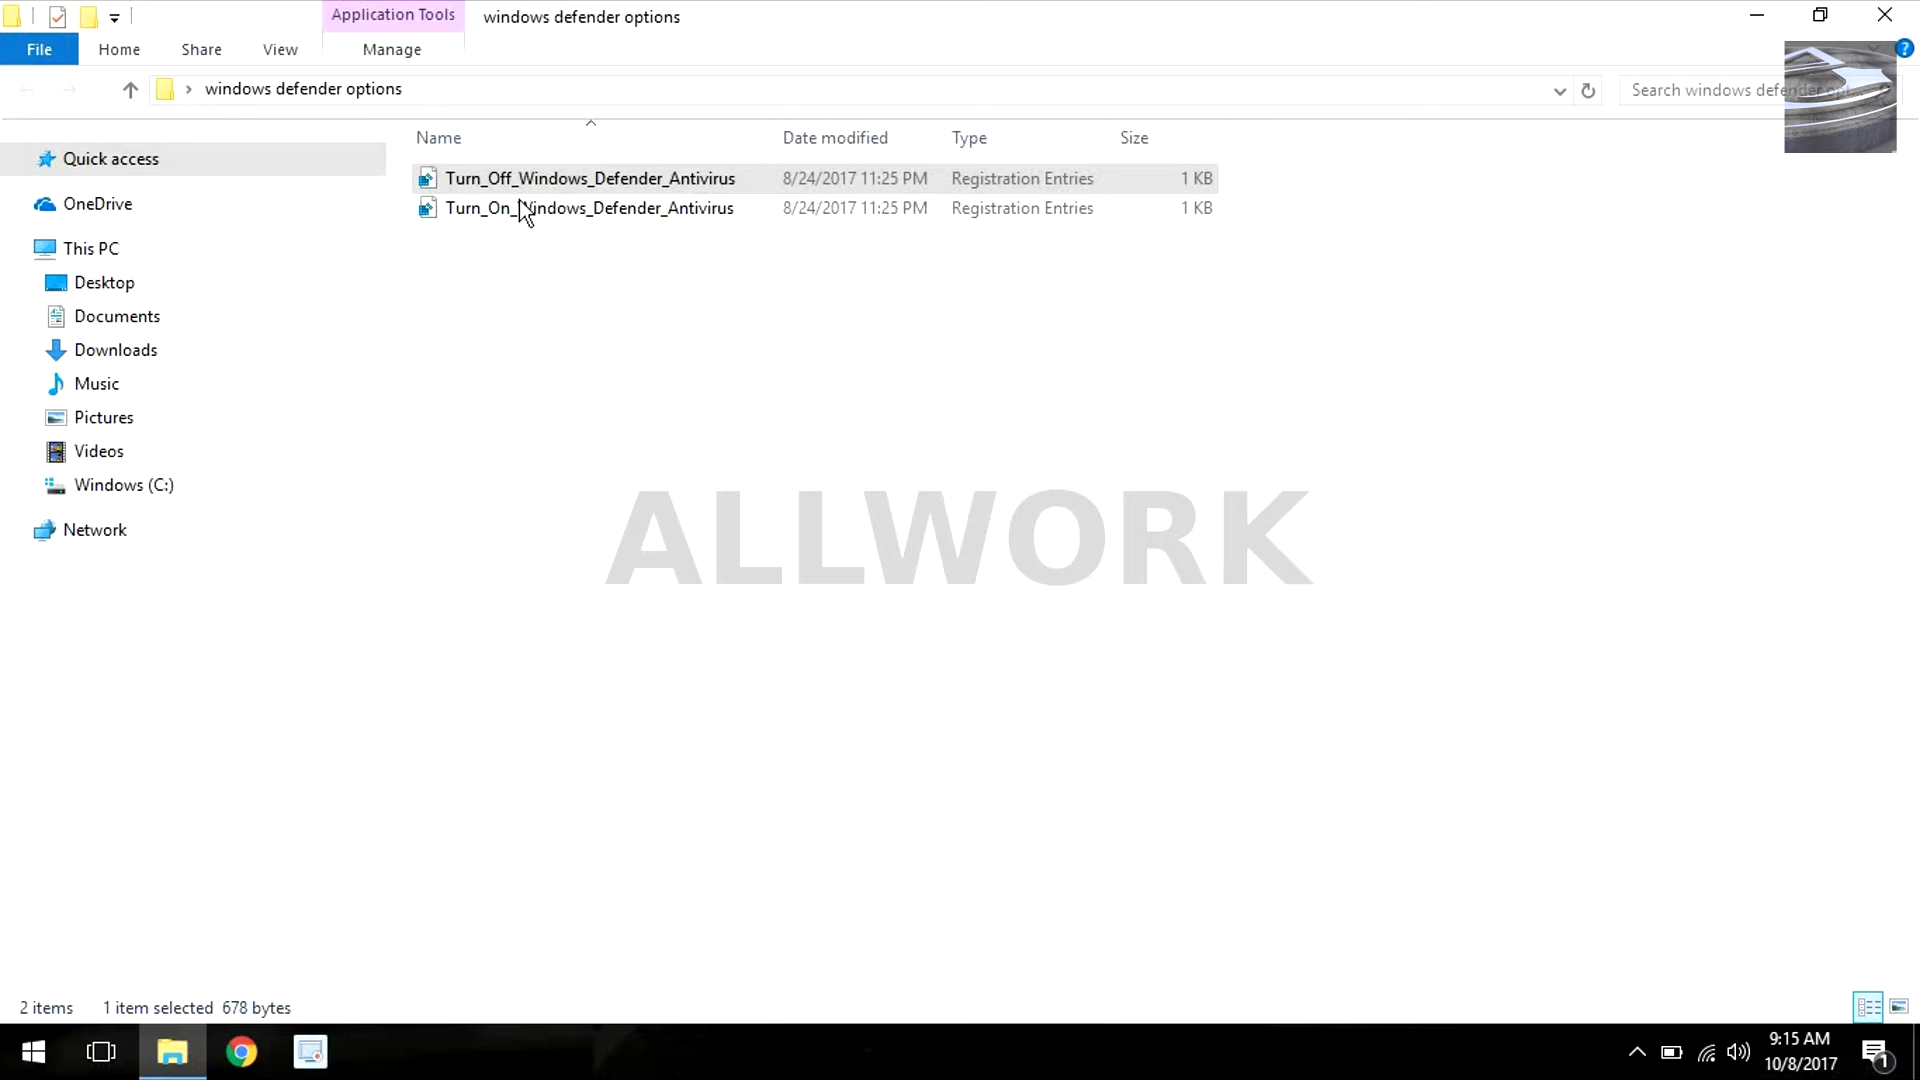 Application Tools windows defender options
File Home Share View Manage
windows defender options
Name Date modified Type Size
Turn_Off_Windows_Defender_Antivirus 8/24/2017 11:25 PM Registration Entries 1 KB
Turn_On_Windows_Defender_Antivirus 8/24/2017 11:25 PM Registration Entries 1 KB
Search windows defender opt...
Quick access
OneDrive
This PC
Desktop
Documents
Downloads
Music
Pictures
Videos
Windows (C:)
Network
ALLWORK
2 items 1 item selected 678 bytes
9:15 AM
10/8/2017
1